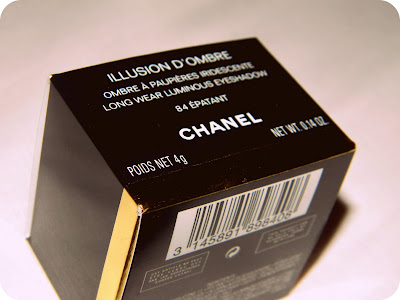 ILLUSION D'OMBRE
OMBRE À PAUPIÈRES IRIDESCENTE
LONG WEAR LUMINOUS EYESHADOW
84 ÉPATANT
CHANEL
POIDS NET 4g
NET WT. 0.14 OZ.
3 145891 898408